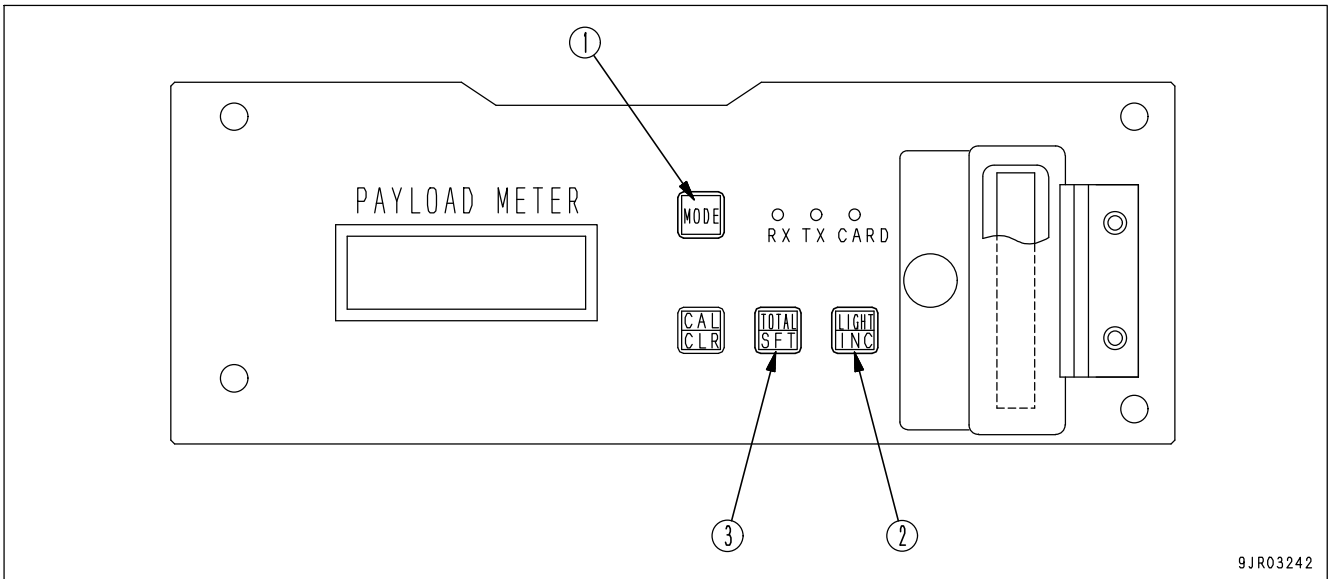 1
PAYLOAD METER
MODE
RX TX CARD
CAL
CLR
TOTAL
SFT
LIGHT
INC
3
2
9JR03242